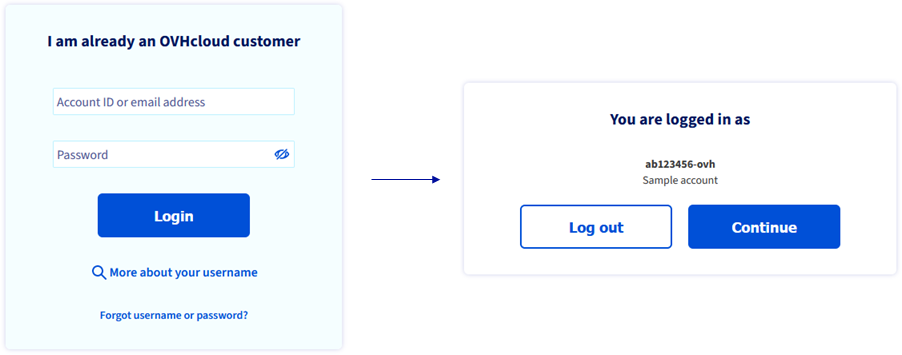 I am already an OVHcloud customer
Account ID or email address
Password
Login
More about your username
Forgot username or password?
You are logged in as
ab123456-ovh
Sample account
Log out
Continue